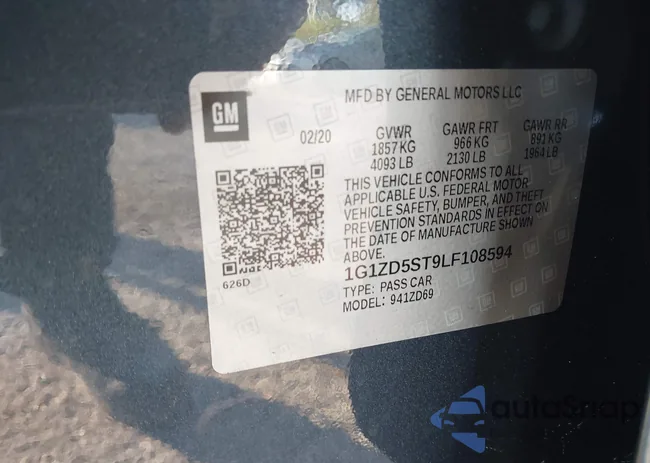 GM
MFD BY GENERAL MOTORS LLC
02/20 GVWR GAWR FRT GAWR RR
1857 KG 966 KG 891 KG
4093 LB 2130 LB 1964 LB
THIS VEHICLE CONFORMS TO ALL
APPLICABLE U.S. FEDERAL MOTOR
VEHICLE SAFETY, BUMPER, AND THEFT
PREVENTION STANDARDS IN EFFECT ON
THE DATE OF MANUFACTURE SHOWN
ABOVE.
626D
1G1ZD5ST9LF108594
TYPE: PASS CAR
MODEL: 941ZD69
autoSnap